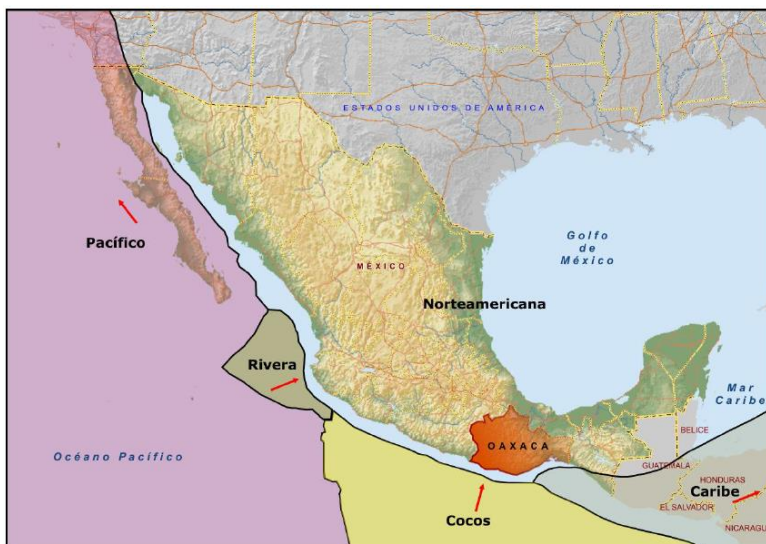 ESTADOS UNIDOS DE AMÉRICA
Pacífico
Golfo
de
México
MÉXICO
Norteamericana
Rivera
Mar
Caribe
OAXACA
BELICE
Océano Pacífico
GUATEMALA
HONDURAS
Caribe
EL SALVADOR
NICARAGU
Cocos